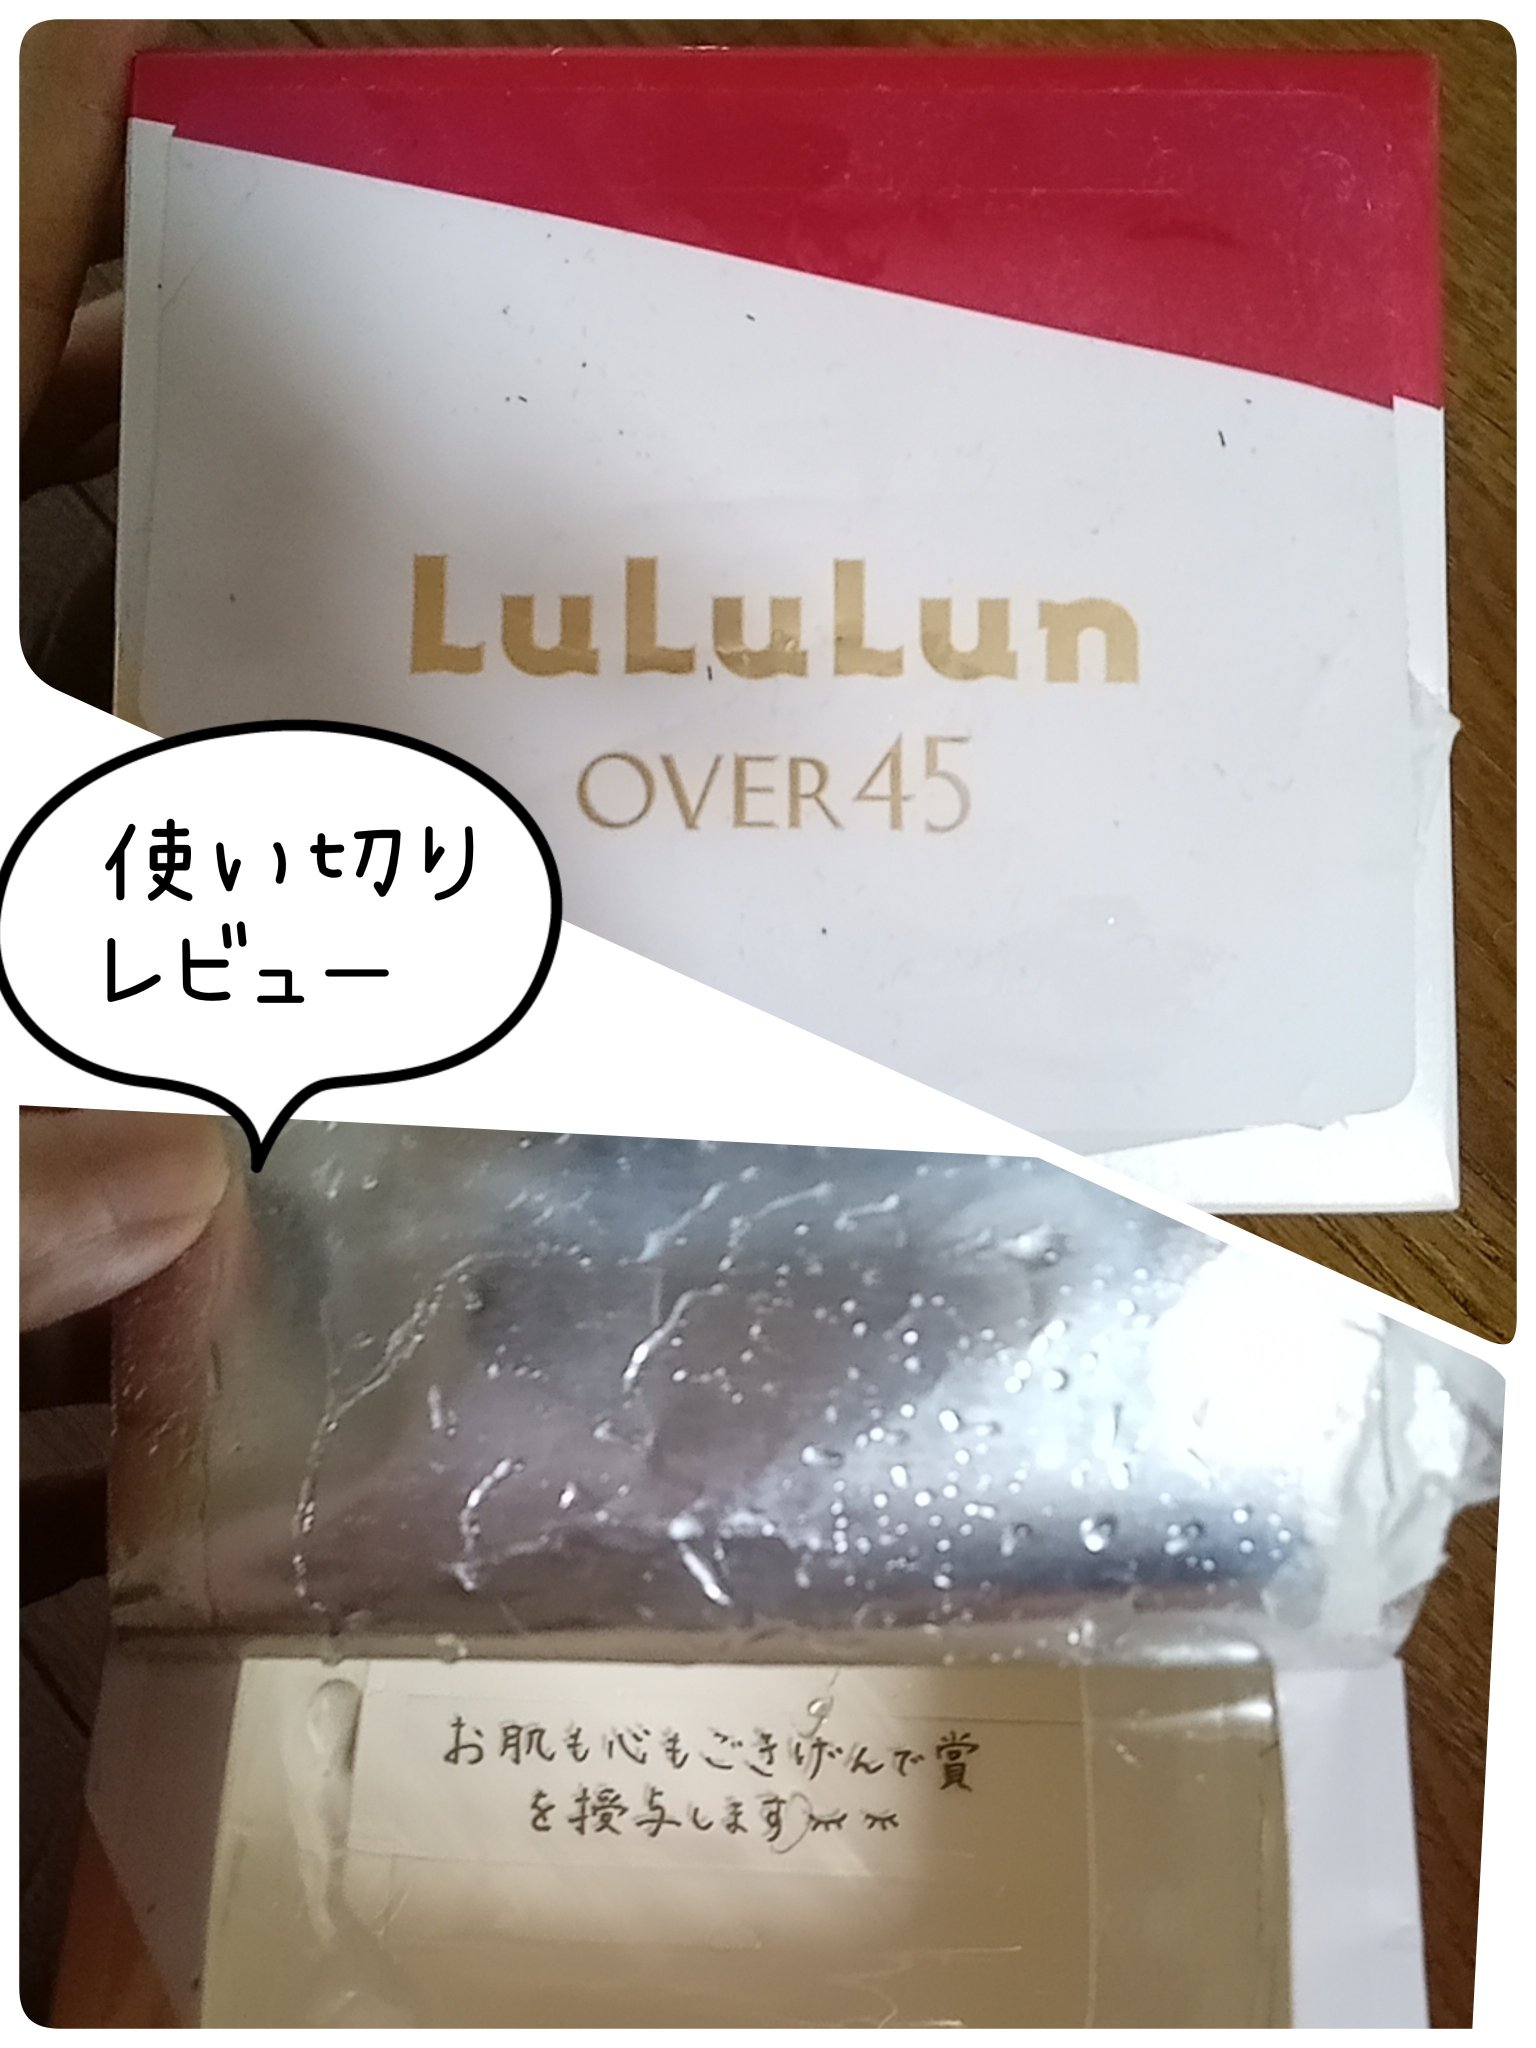 LuLuLun
OVER45
使い切り
レビュー
お肌も心もごきげんで賞
を授与します